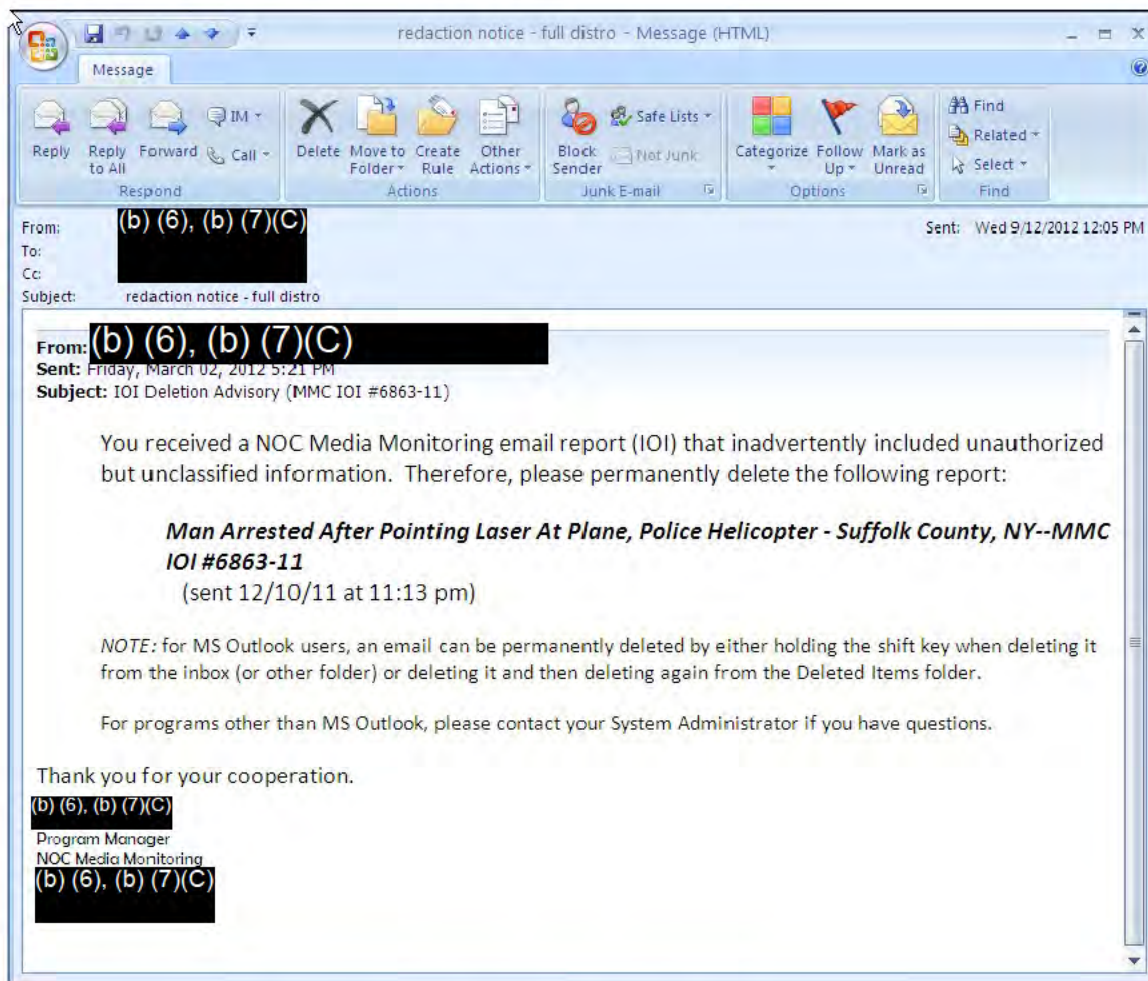 redaction notice - full distro - Message (HTML)
Message
Reply
Reply to All
Forward
IM
Call
Respond
Delete
Move to Folder
Create Rule
Other Actions
Actions
Block Sender
Safe Lists
Not Junk
Junk E-mail
Categorize
Follow Up
Mark as Unread
Options
Find
Related
Select
Find
From: (b) (6), (b) (7)(C)
Sent: Wed 9/12/2012 12:05 PM
To:
Cc:
Subject: redaction notice - full distro
From: (b) (6), (b) (7)(C)
Sent: Friday, March 02, 2012 5:21 PM
Subject: IOI Deletion Advisory (MMC IOI #6863-11)
You received a NOC Media Monitoring email report (IOI) that inadvertently included unauthorized
but unclassified information.  Therefore, please permanently delete the following report:
Man Arrested After Pointing Laser At Plane, Police Helicopter - Suffolk County, NY--MMC
IOI #6863-11
(sent 12/10/11 at 11:13 pm)
NOTE: for MS Outlook users, an email can be permanently deleted by either holding the shift key when deleting it
from the inbox (or other folder) or deleting it and then deleting again from the Deleted Items folder.
For programs other than MS Outlook, please contact your System Administrator if you have questions.
Thank you for your cooperation.
(b) (6), (b) (7)(C)
Program Manager
NOC Media Monitoring
(b) (6), (b) (7)(C)